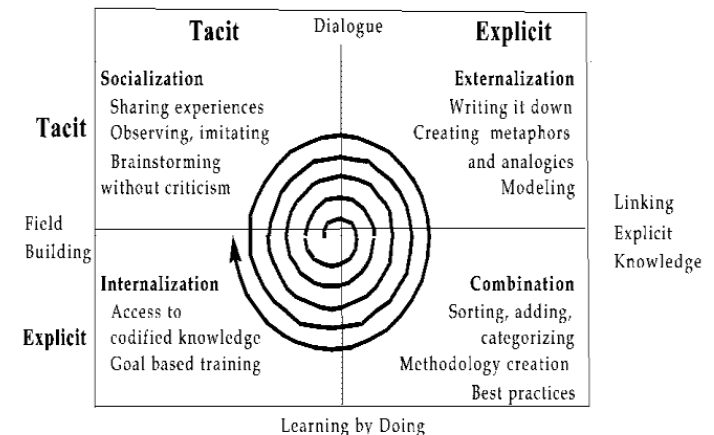 Tacit
Dialogue
Explicit
Socialization
Sharing experiences
Observing, imitating
Brainstorming
without criticism
Externalization
Writing it down
Creating metaphors
and analogies
Modeling
Tacit
Field
Building
Linking
Explicit
Knowledge
Internalization
Access to
codified knowledge
Goal based training
Combination
Sorting, adding,
categorizing
Methodology creation
Best practices
Explicit
Learning by Doing